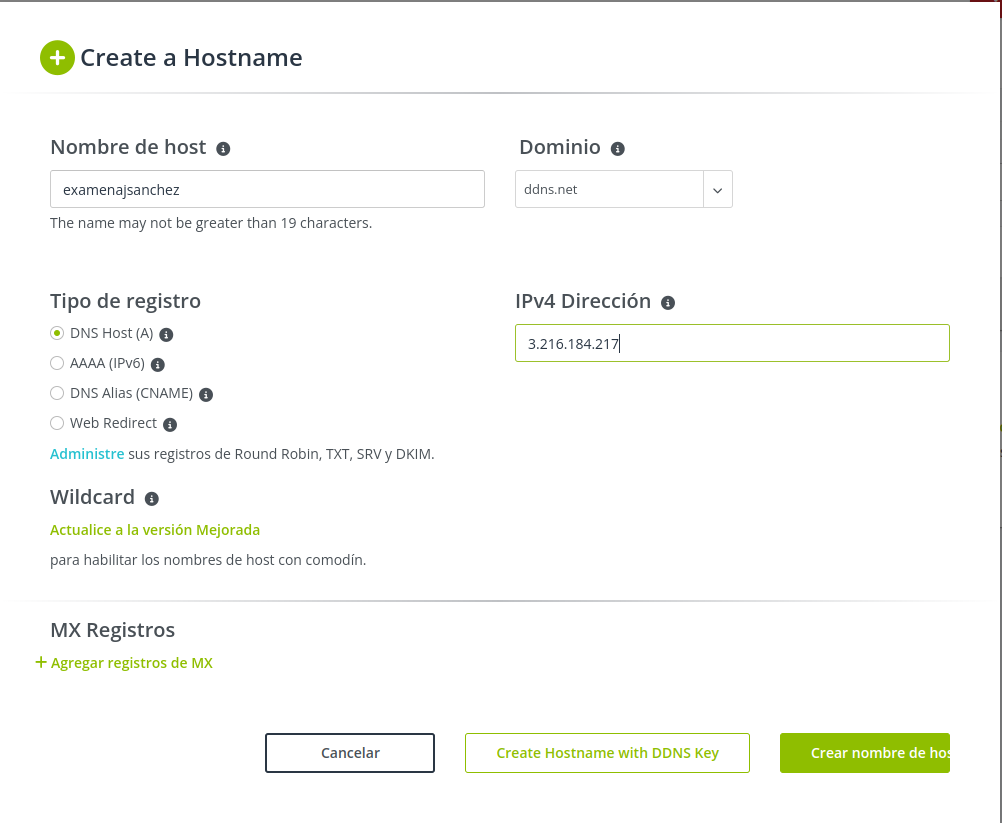 Create a Hostname
Nombre de host
Dominio
examenajsanchez
ddns.net
The name may not be greater than 19 characters.
Tipo de registro
IPv4 Dirección
DNS Host (A)
3.216.184.217
AAAA (IPv6)
DNS Alias (CNAME)
Web Redirect
Administre sus registros de Round Robin, TXT, SRV y DKIM.
Wildcard
Actualice a la versión Mejorada
para habilitar los nombres de host con comodín.
MX Registros
+ Agregar registros de MX
Cancelar
Create Hostname with DDNS Key
Crear nombre de hos